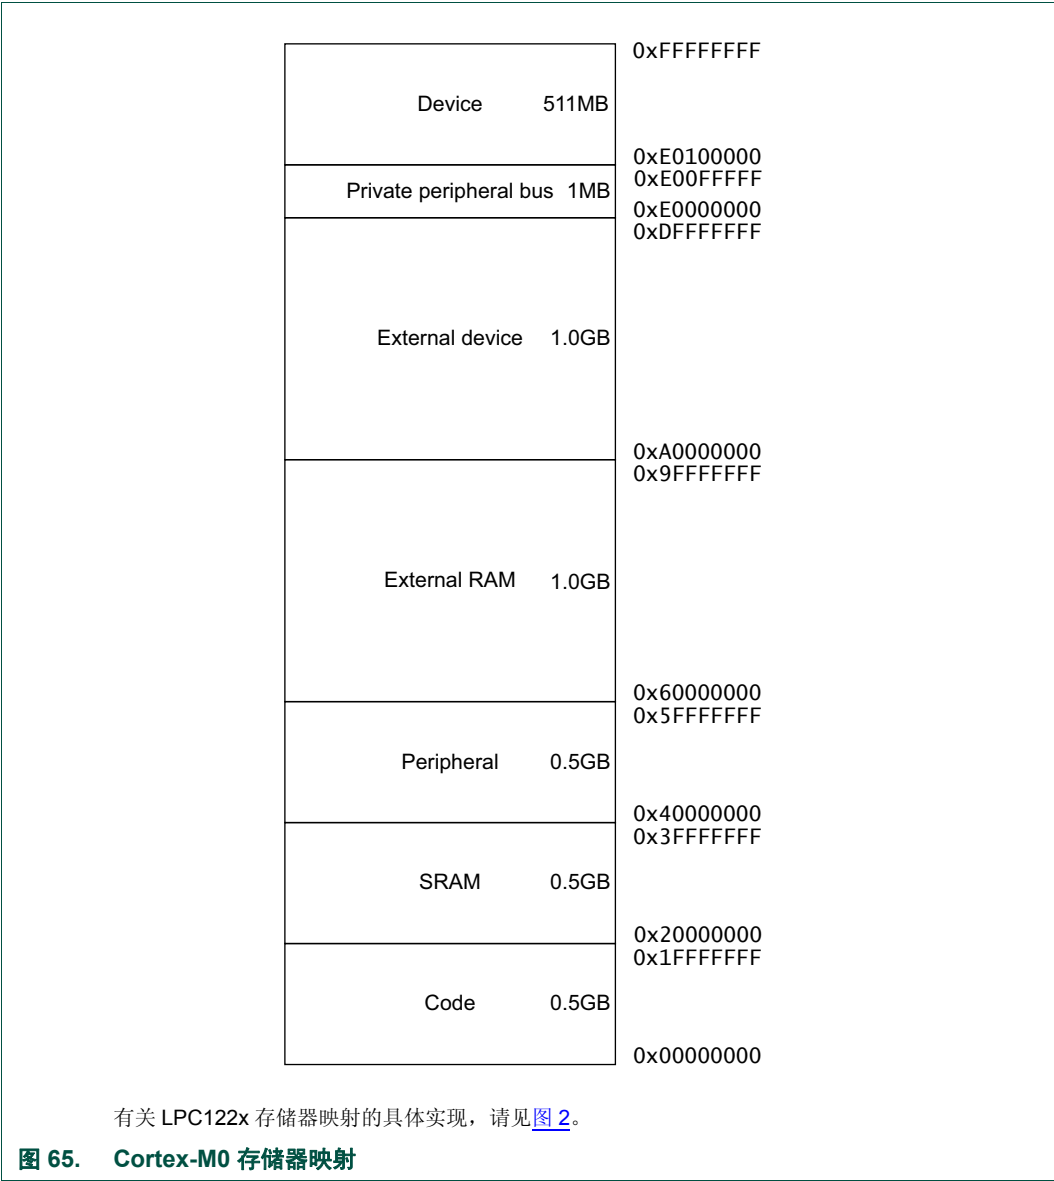 0xFFFFFFFF
Device 511MB
0xE0100000
0xE00FFFFF
Private peripheral bus 1MB
0xE0000000
0xDFFFFFFF
External device 1.0GB
0xA0000000
0x9FFFFFFF
External RAM 1.0GB
0x60000000
0x5FFFFFFF
Peripheral 0.5GB
0x40000000
0x3FFFFFFF
SRAM 0.5GB
0x20000000
0x1FFFFFFF
Code 0.5GB
0x00000000
有关 LPC122x 存储器映射的具体实现，请见图 2。
图 65. Cortex-M0 存储器映射